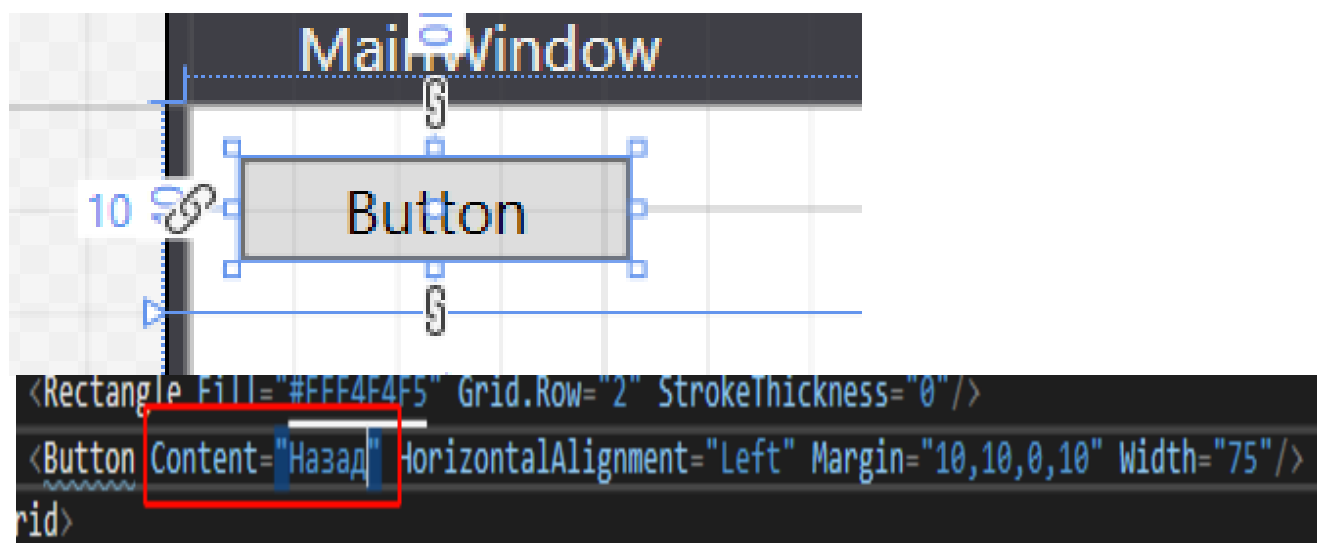 MainWindow
10
Button
<Rectangle Fill="#FFF4F4F5" Grid.Row="2" StrokeThickness="0"/>
<Button Content="Назад" HorizontalAlignment="Left" Margin="10,10,0,10" Width="75"/>
rid>